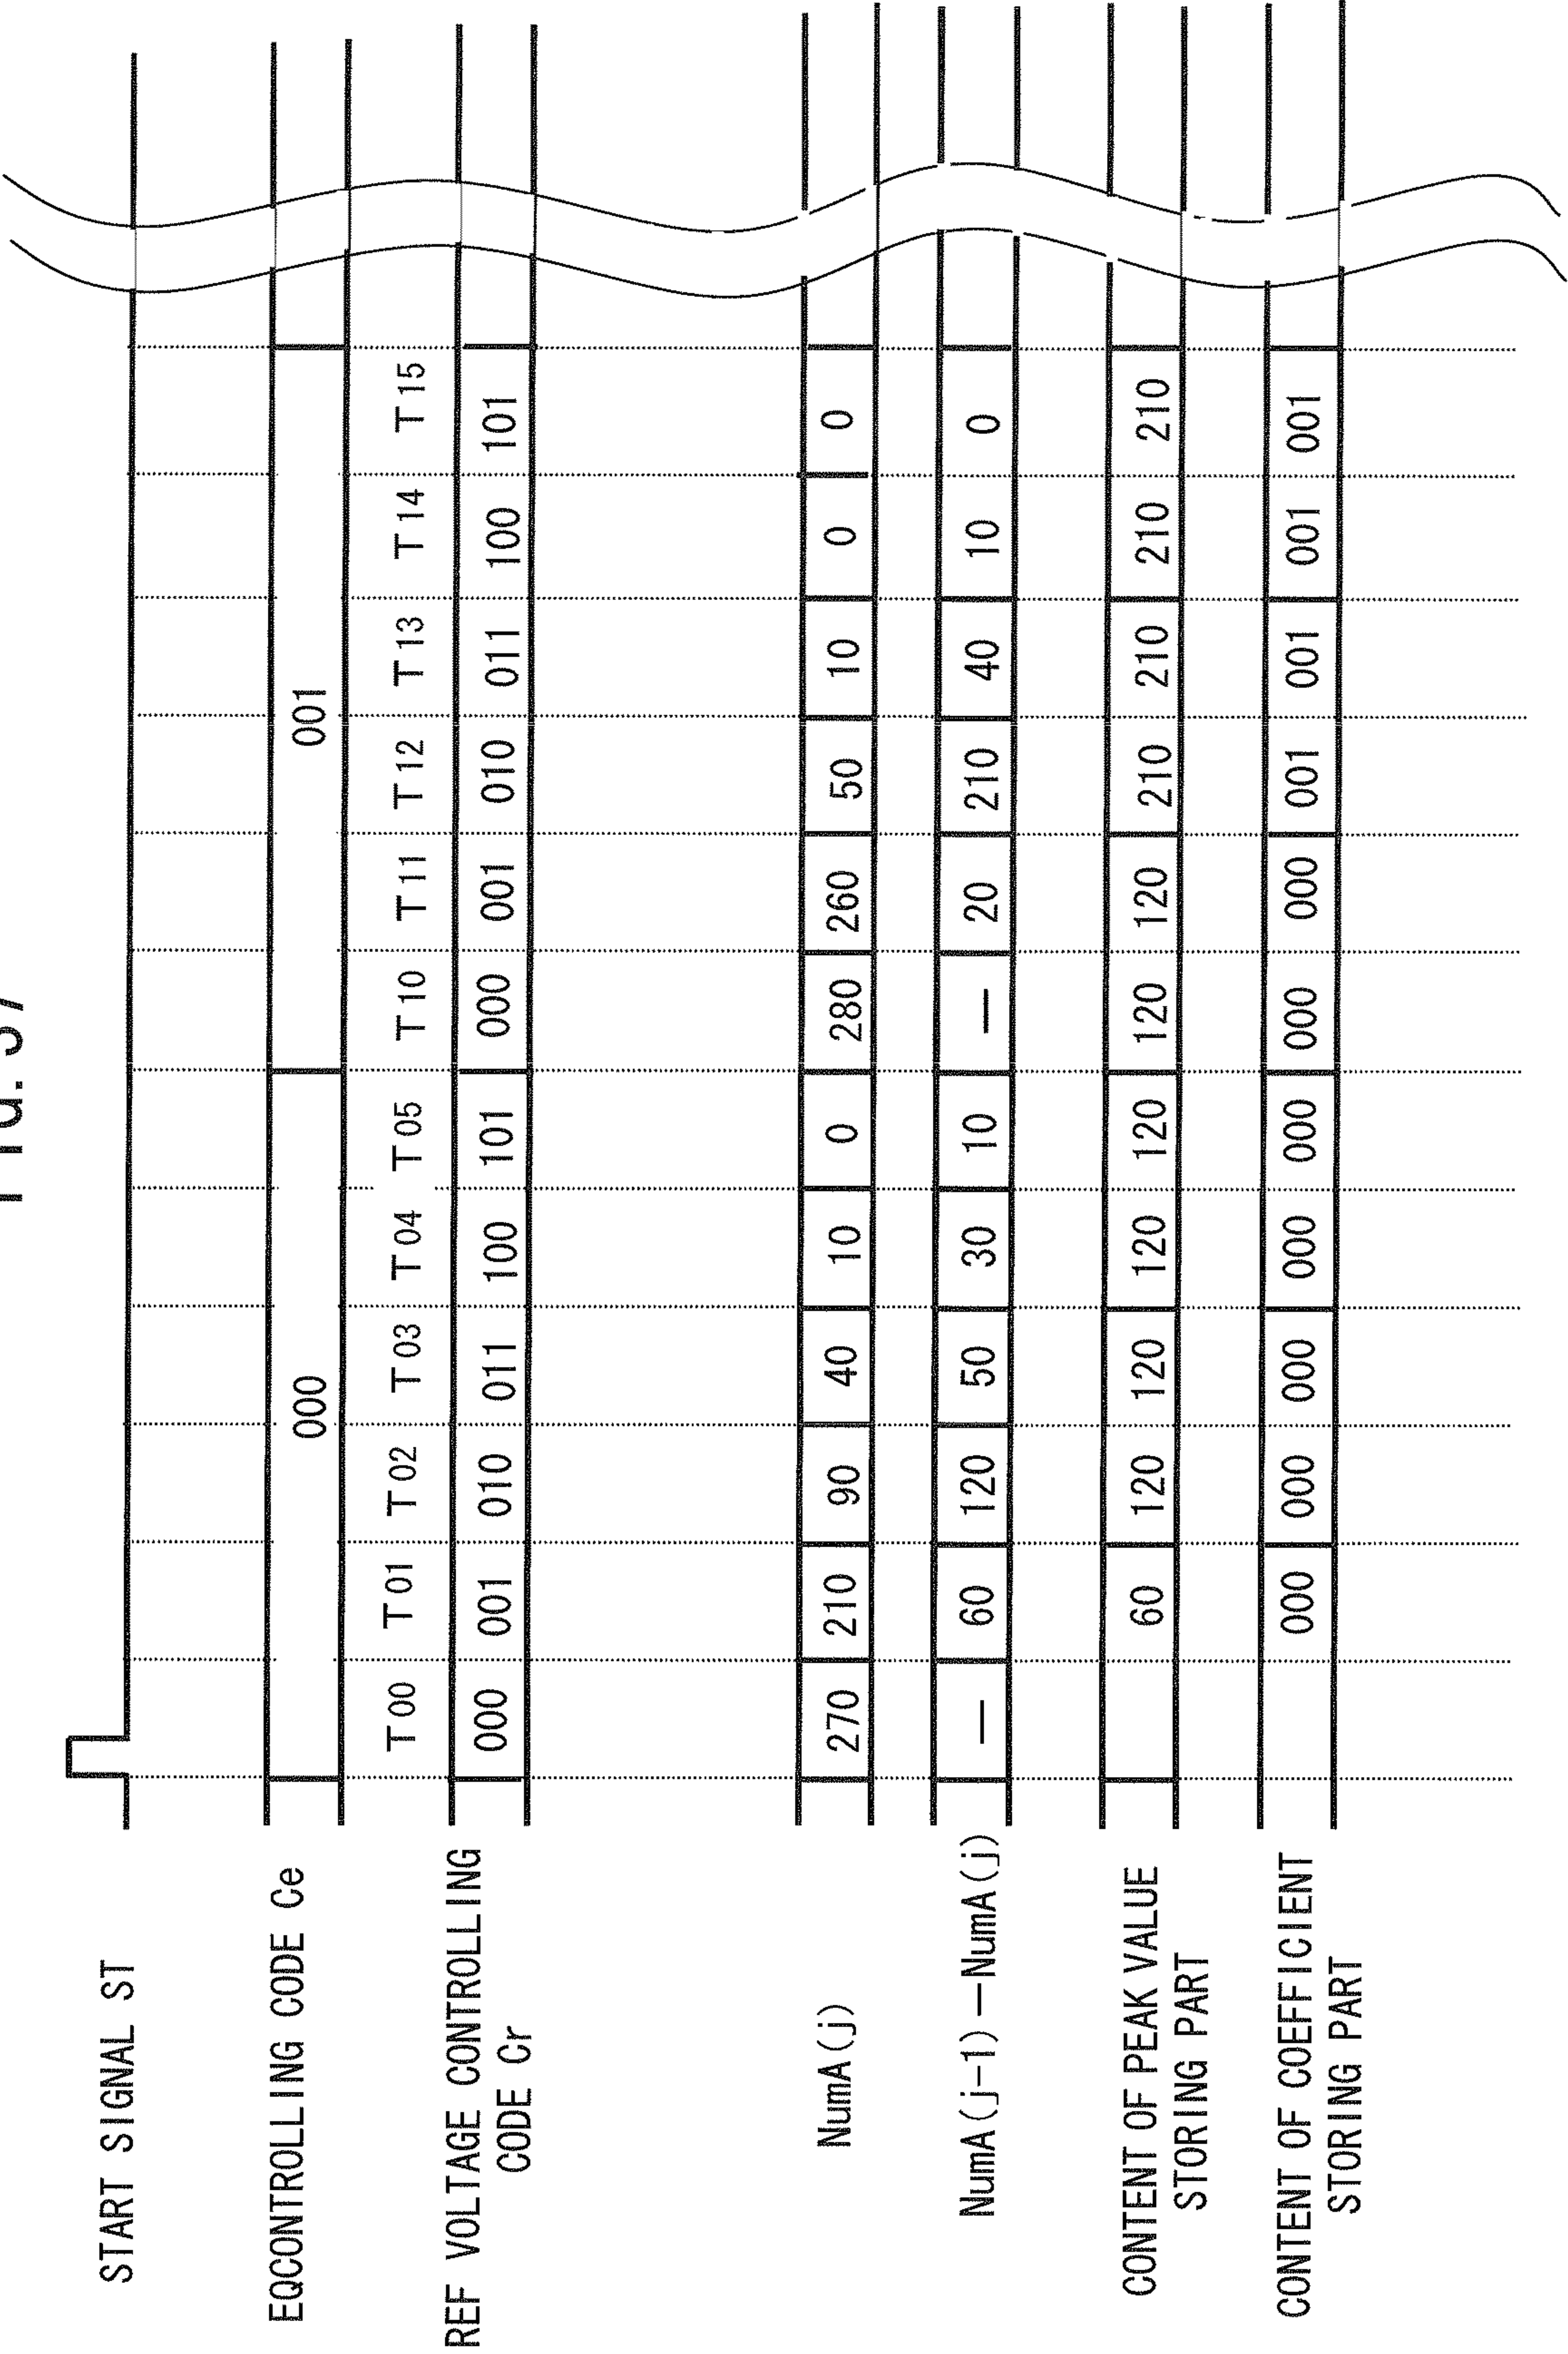 START SIGNAL ST
EQCONTROLLING CODE Ce
000 001
T00 T01 T02 T03 T04 T05 T10 T11 T12 T13 T14 T15
REF VOLTAGE CONTROLLING
CODE Cr
000 001 010 011 100 101 000 001 010 011 100 101
NumA(j)
270 210 90 40 10 0 280 260 50 10 0 0
NumA(j-1)—NumA(j)
— 60 120 50 30 10 — 20 210 40 10 0
CONTENT OF PEAK VALUE
STORING PART
60 120 120 120 120 120 120 210 210 210 210
CONTENT OF COEFFICIENT
STORING PART
000 000 000 000 000 000 000 001 001 001 001